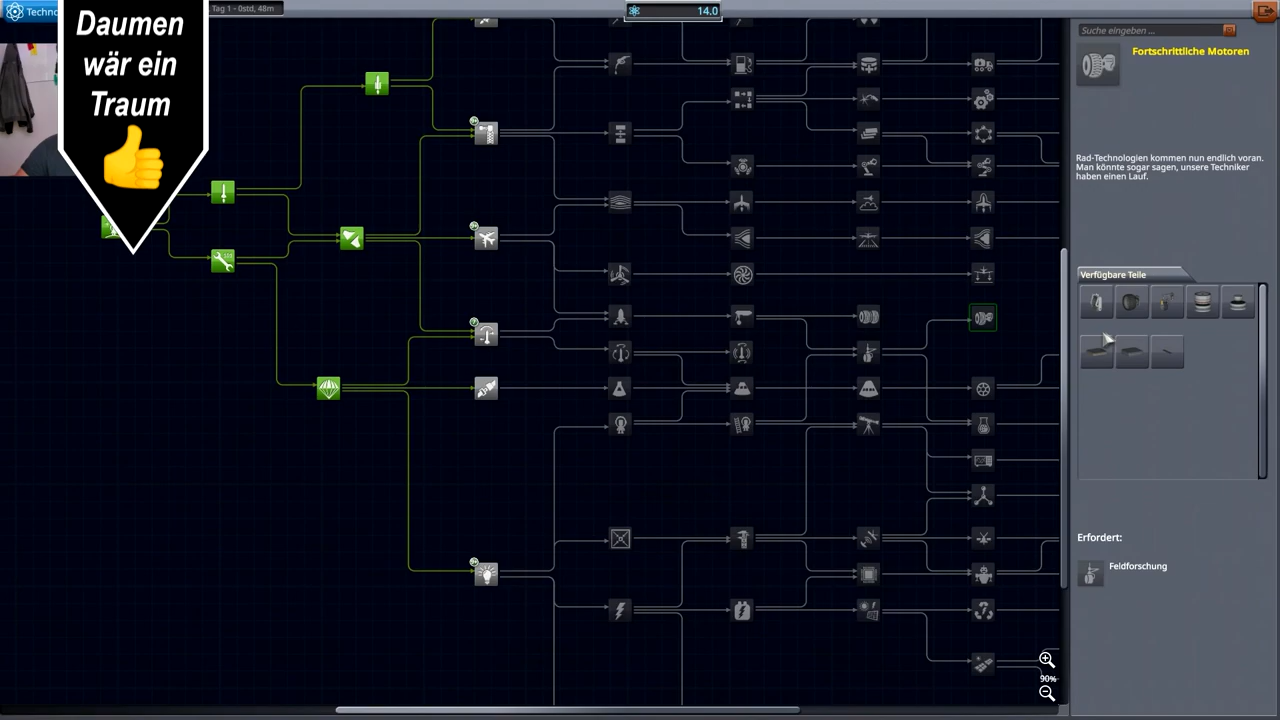 Techno
Tag 1 - 0std, 48m
14.0
Daumen
wär ein
Traum
Suche eingeben ...
Fortschrittliche Motoren
Rad-Technologien kommen nun endlich voran.
Man könnte sogar sagen, unsere Techniker
haben einen Lauf.
Verfügbare Teile
Erfordert:
Feldforschung
90%